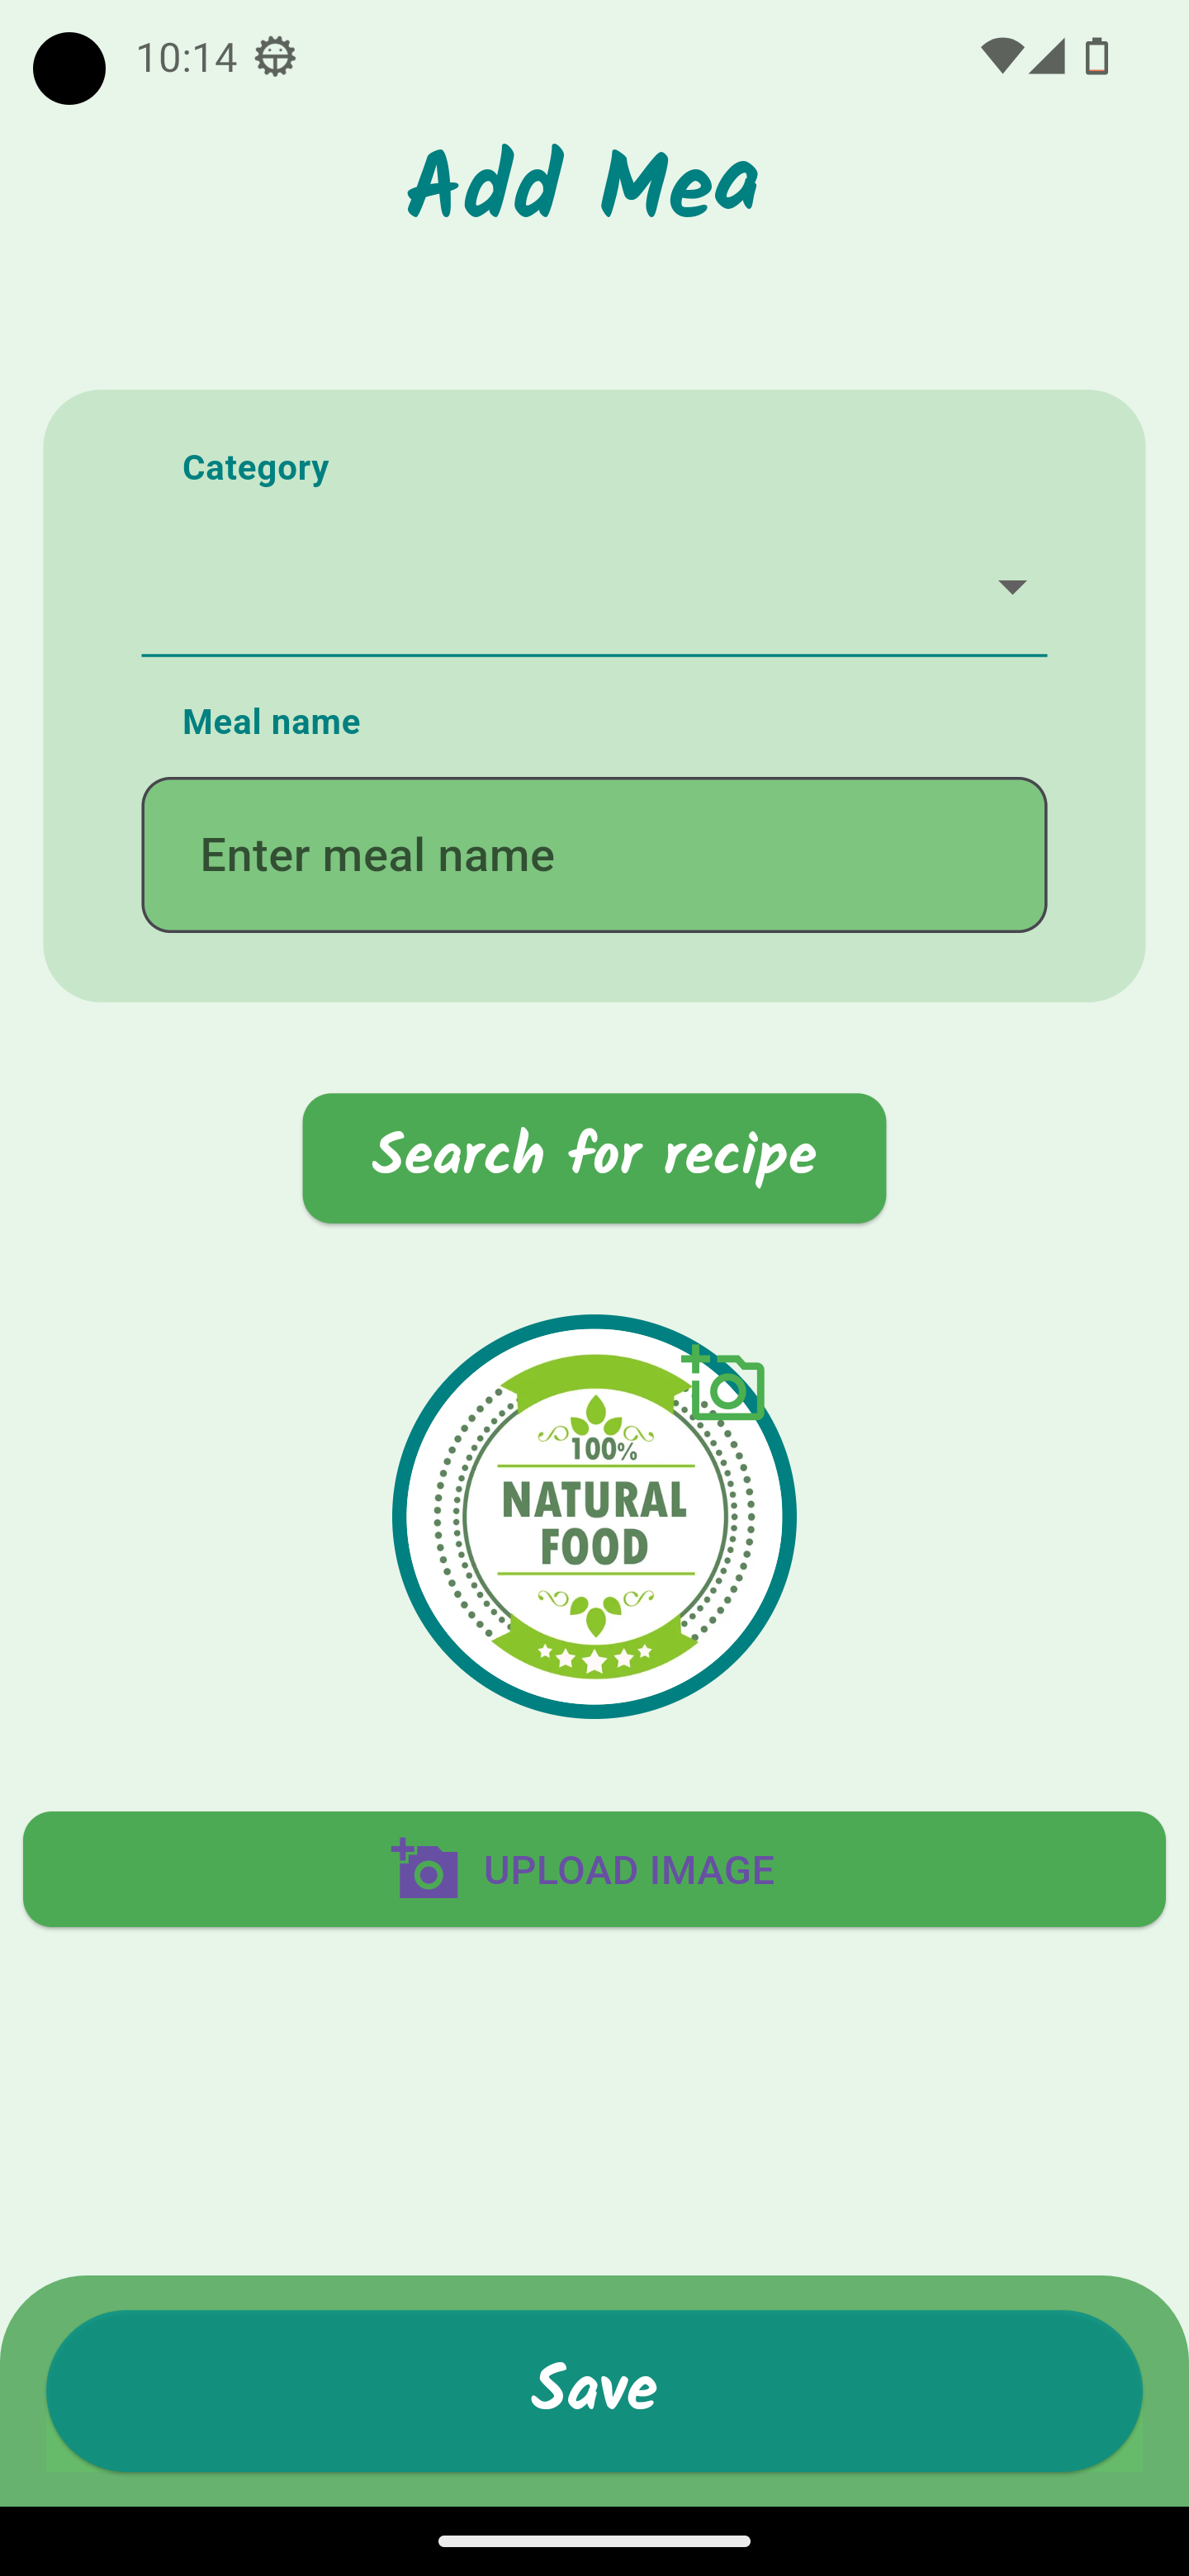 10:14
Add Mea
Category
Meal name
Enter meal name
Search for recipe
100%
NATURAL
FOOD
UPLOAD IMAGE
Save